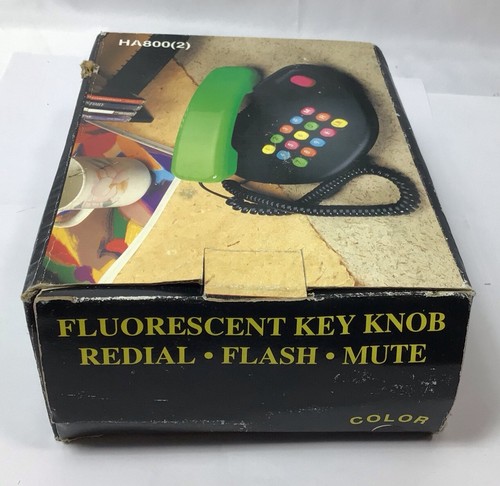 HA800(2)
FLUORESCENT KEY KNOB
REDIAL • FLASH • MUTE
COLOR